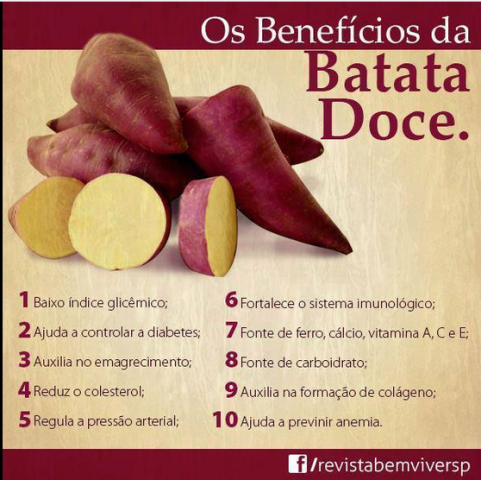 Os Benefícios da
Batata
Doce.
1 Baixo índice glicêmico;
2 Ajuda a controlar a diabetes;
3 Auxilia no emagrecimento;
4 Reduz o colesterol;
5 Regula a pressão arterial;
6 Fortalece o sistema imunológico;
7 Fonte de ferro, cálcio, vitamina A, C e E;
8 Fonte de carboidrato;
9 Auxilia na formação de colágeno;
10 Ajuda a previnir anemia.
f /revistabemviversp